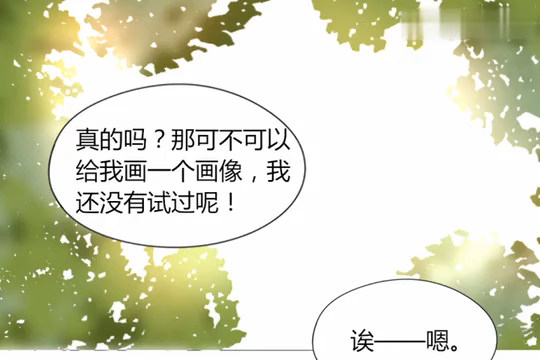 真的吗？那可不可以
给我画一个画像，我
还没有试过呢！
诶——嗯。